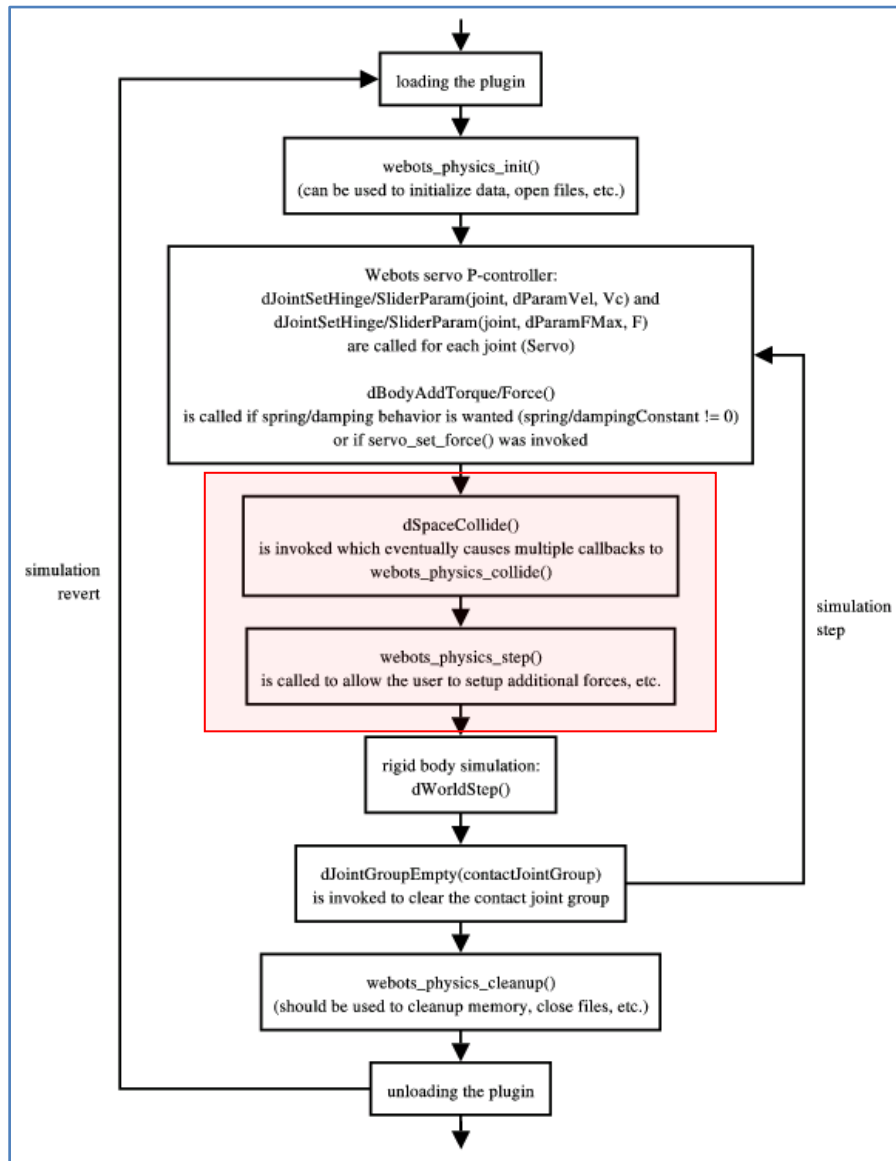 loading the plugin
webots_physics_init()
(can be used to initialize data, open files, etc.)
Webots servo P-controller:
dJointSetHinge/SliderParam(joint, dParamVel, Vc) and
dJointSetHinge/SliderParam(joint, dParamFMax, F)
are called for each joint (Servo)
dBodyAddTorque/Force()
is called if spring/damping behavior is wanted (spring/dampingConstant != 0)
or if servo_set_force() was invoked
dSpaceCollide()
is invoked which eventually causes multiple callbacks to
webots_physics_collide()
simulation
revert
simulation
step
webots_physics_step()
is called to allow the user to setup additional forces, etc.
rigid body simulation:
dWorldStep()
dJointGroupEmpty(contactJointGroup)
is invoked to clear the contact joint group
webots_physics_cleanup()
(should be used to cleanup memory, close files, etc.)
unloading the plugin